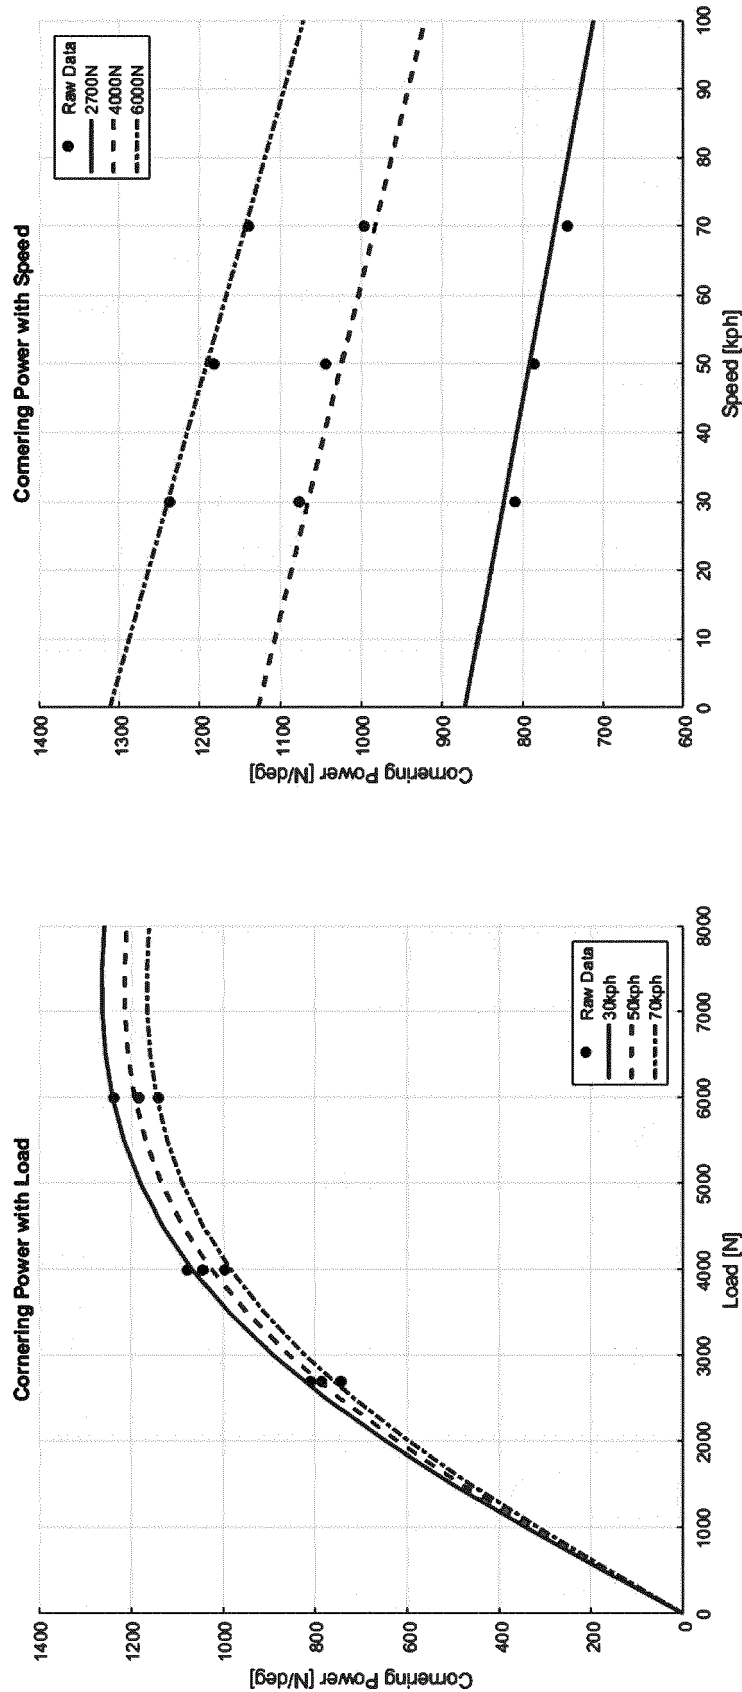 Cornering Power with Load
Cornering Power [N/deg]
1400
1200
1000
800
600
400
200
0
0 1000 2000 3000 4000 5000 6000 7000 8000
Load [N]
Raw Data
30kph
50kph
70kph
Cornering Power with Speed
Cornering Power [N/deg]
1400
1300
1200
1100
1000
900
800
700
600
0 10 20 30 40 50 60 70 80 90 100
Speed [kph]
Raw Data
2700N
4000N
6000N